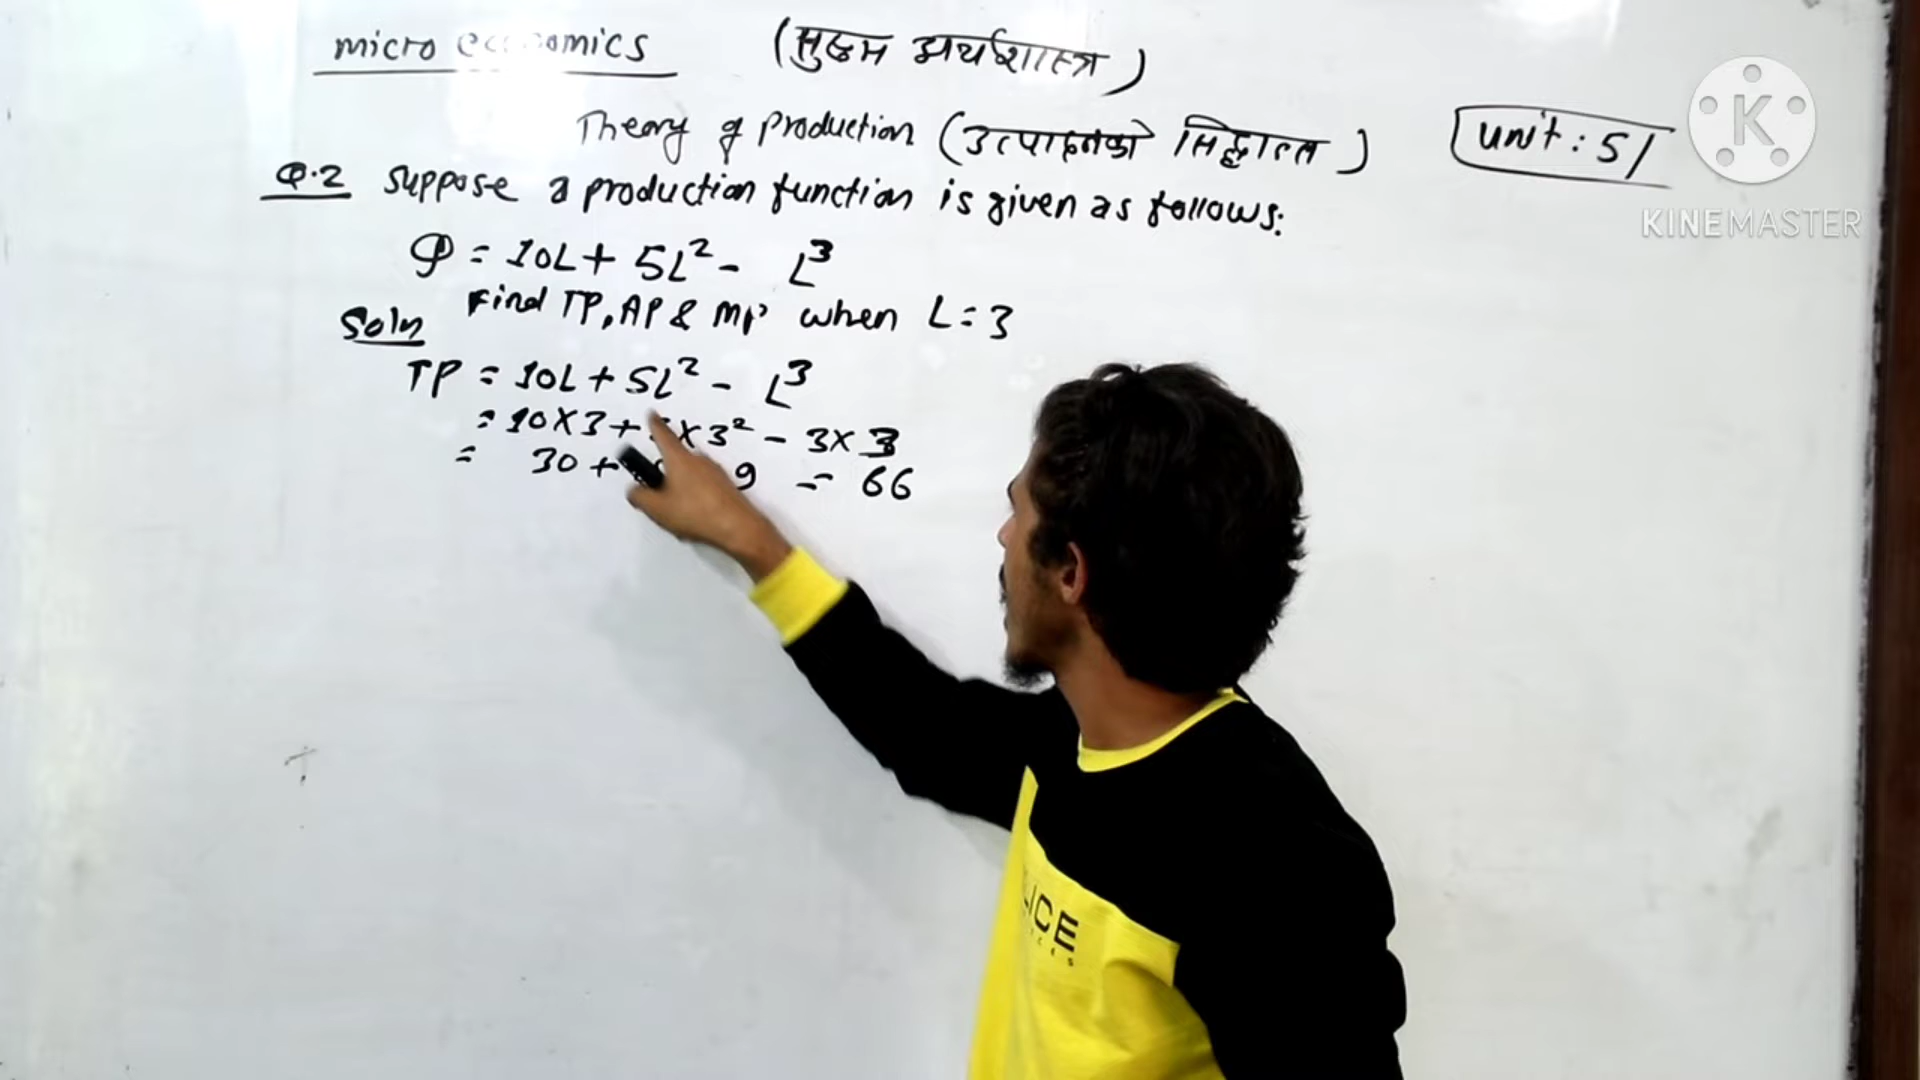 micro economics (सुक्ष्म अर्थशास्त्र)
Theory of production (उत्पादनको सिद्धान्त) unit: 5/
Q.2 suppose a production function is given as follows:
Q = 10L + 5L² - L³
Find TP, AP & MP when L = 3
Soln
TP = 10L + 5L² - L³
= 10 X 3 + X 3² - 3 X 3
= 30 + 9 = 66
K
KINEMASTER
LICE